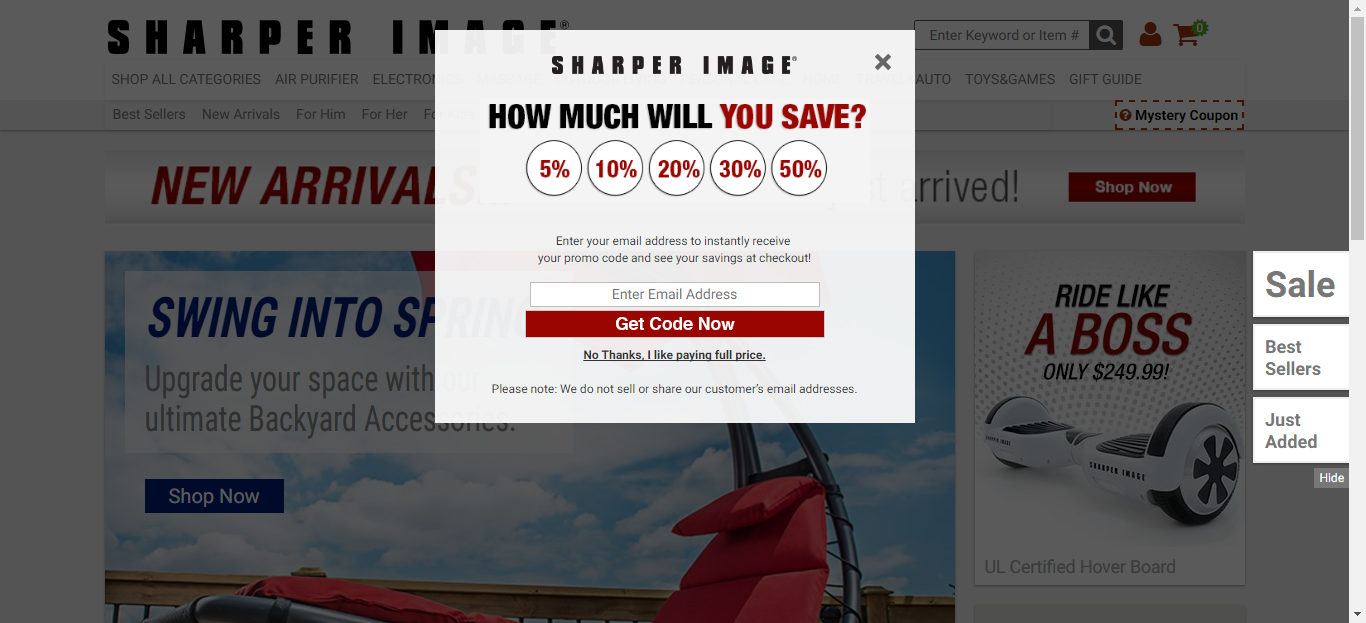 SHARPER IMAGE®
Enter Keyword or Item #
0
SHOP ALL CATEGORIES AIR PURIFIER ELECTRON AUTO TOYS&GAMES GIFT GUIDE
Best Sellers New Arrivals For Him For Her
Mystery Coupon
NEW ARRIVALS
arrived!
Shop Now
SHARPER IMAGE®
HOW MUCH WILL YOU SAVE?
5% 10% 20% 30% 50%
Enter your email address to instantly receive
your promo code and see your savings at checkout!
Enter Email Address
Get Code Now
No Thanks, I like paying full price.
Please note: We do not sell or share our customer's email addresses.
SWING INTO SPRING
Upgrade your space with our
ultimate Backyard Accessories.
Shop Now
RIDE LIKE
A BOSS
ONLY $249.99!
SHARPER IMAGE
SHARPER IMAGE
UL Certified Hover Board
Sale
Best
Sellers
Just
Added
Hide